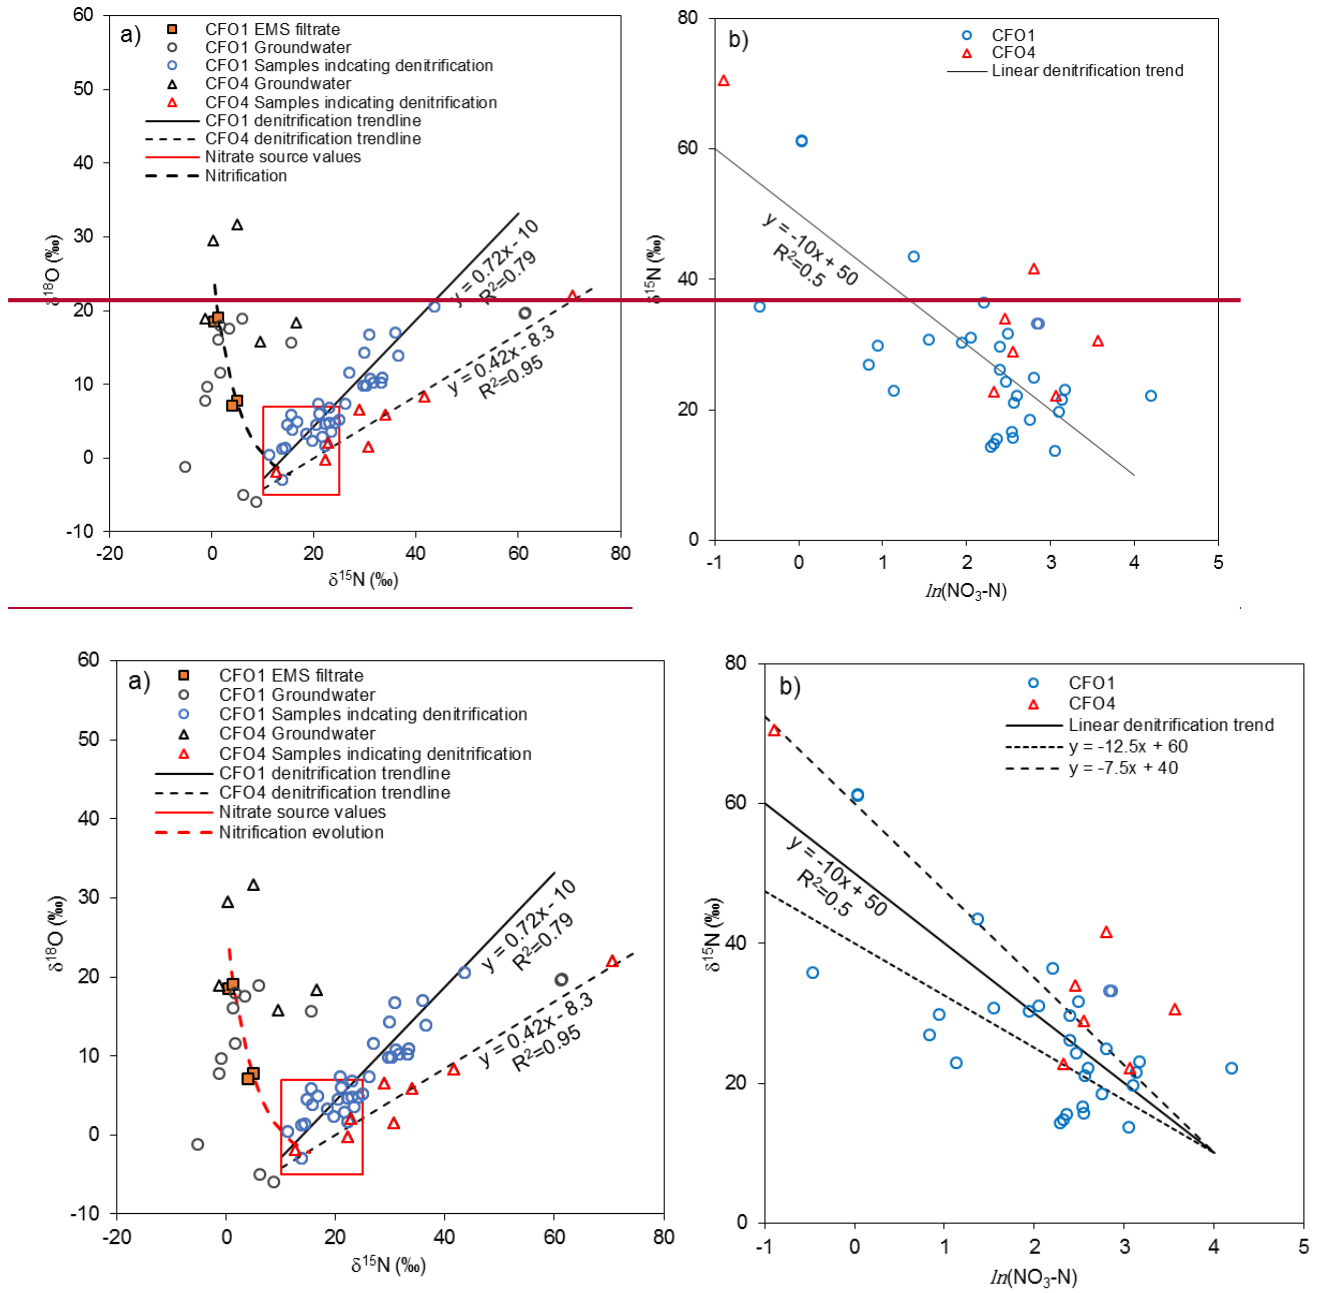 a)
CFO1 EMS filtrate
CFO1 Groundwater
CFO1 Samples indcating denitrification
CFO4 Groundwater
CFO4 Samples indicating denitrification
CFO1 denitrification trendline
CFO4 denitrification trendline
Nitrate source values
Nitrification
60
50
40
30
20
10
0
-10
δ¹⁸O (‰)
y = 0.72x - 10
R²=0.79
y = 0.42x - 8.3
R²=0.95
-20
0
20
40
60
80
δ¹⁵N (‰)
b)
CFO1
CFO4
Linear denitrification trend
80
60
40
20
0
δ¹⁵N (‰)
y = -10x + 50
R²=0.5
-1
0
1
2
3
4
5
ln(NO₃-N)
a)
CFO1 EMS filtrate
CFO1 Groundwater
CFO1 Samples indcating denitrification
CFO4 Groundwater
CFO4 Samples indicating denitrification
CFO1 denitrification trendline
CFO4 denitrification trendline
Nitrate source values
Nitrification evolution
60
50
40
30
20
10
0
-10
δ¹⁸O (‰)
y = 0.72x - 10
R²=0.79
y = 0.42x - 8.3
R²=0.95
-20
0
20
40
60
80
δ¹⁵N (‰)
b)
CFO1
CFO4
Linear denitrification trend
y = -12.5x + 60
y = -7.5x + 40
80
60
40
20
0
δ¹⁵N (‰)
y = -10x + 50
R²=0.5
-1
0
1
2
3
4
5
ln(NO₃-N)